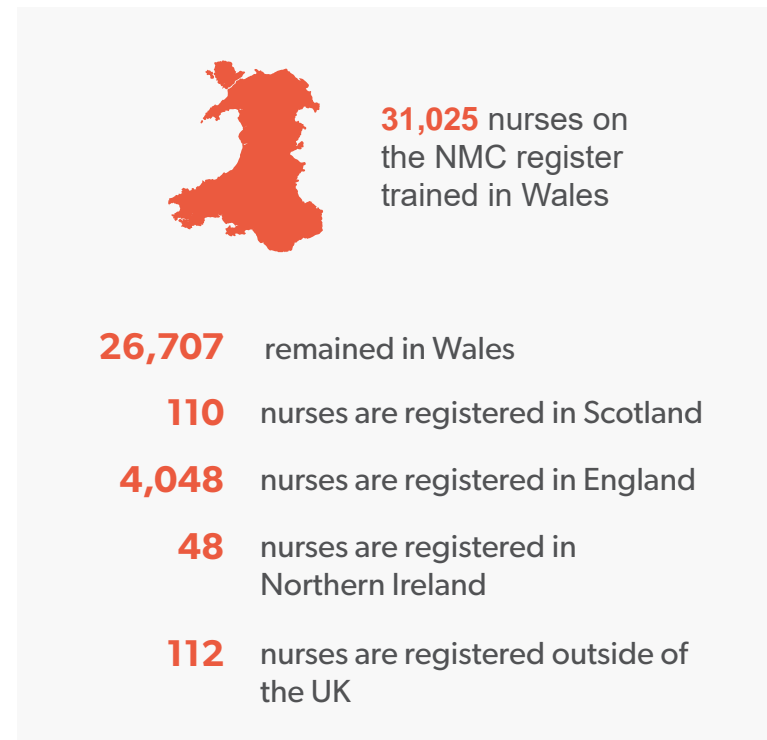 31,025 nurses on
the NMC register
trained in Wales
26,707 remained in Wales
110 nurses are registered in Scotland
4,048 nurses are registered in England
48 nurses are registered in
Northern Ireland
112 nurses are registered outside of
the UK